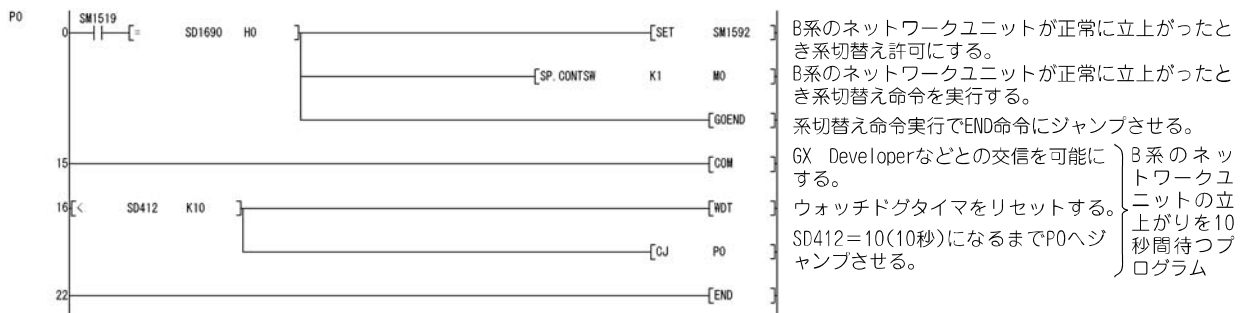 P0
SM1519
0 [= SD1690 H0 ] [SET SM1592 ]
[SP.CONTSW K1 M0 ]
[GOEND ]
15 [COM ]
16 [< SD412 K10 ] [WDT ]
[CJ P0 ]
22 [END ]
B系のネットワークユニットが正常に立上がったと
き系切替え許可にする。
B系のネットワークユニットが正常に立上がったと
き系切替え命令を実行する。
系切替え命令実行でEND命令にジャンプさせる。
GX Developerなどとの交信を可能に
する。
ウォッチドグタイマをリセットする。
SD412=10(10秒)になるまでP0へジ
ャンプさせる。
B系のネッ
トワークユ
ニットの立
上がりを10
秒間待つプ
ログラム